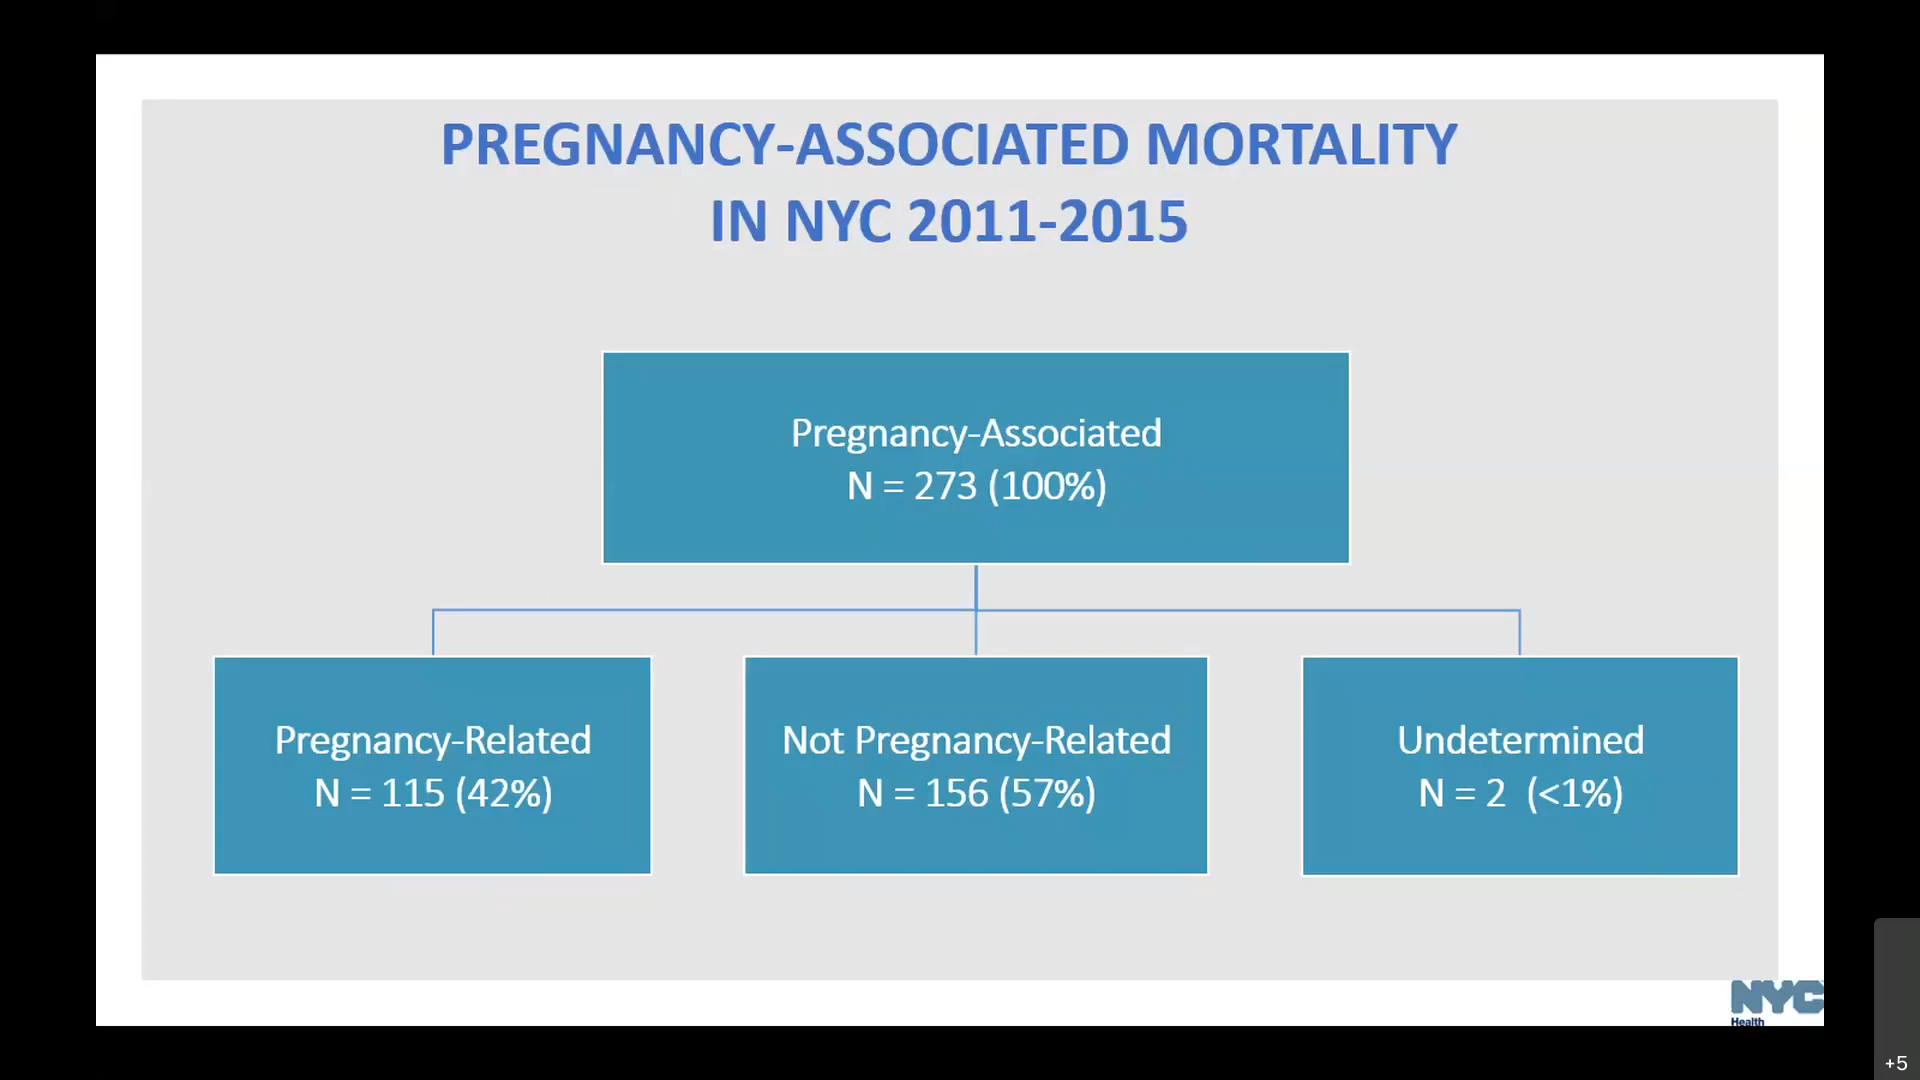 PREGNANCY-ASSOCIATED MORTALITY
IN NYC 2011-2015
Pregnancy-Associated
N = 273 (100%)
Pregnancy-Related
N = 115 (42%)
Not Pregnancy-Related
N = 156 (57%)
Undetermined
N = 2  (<1%)
NYC
Health
+5